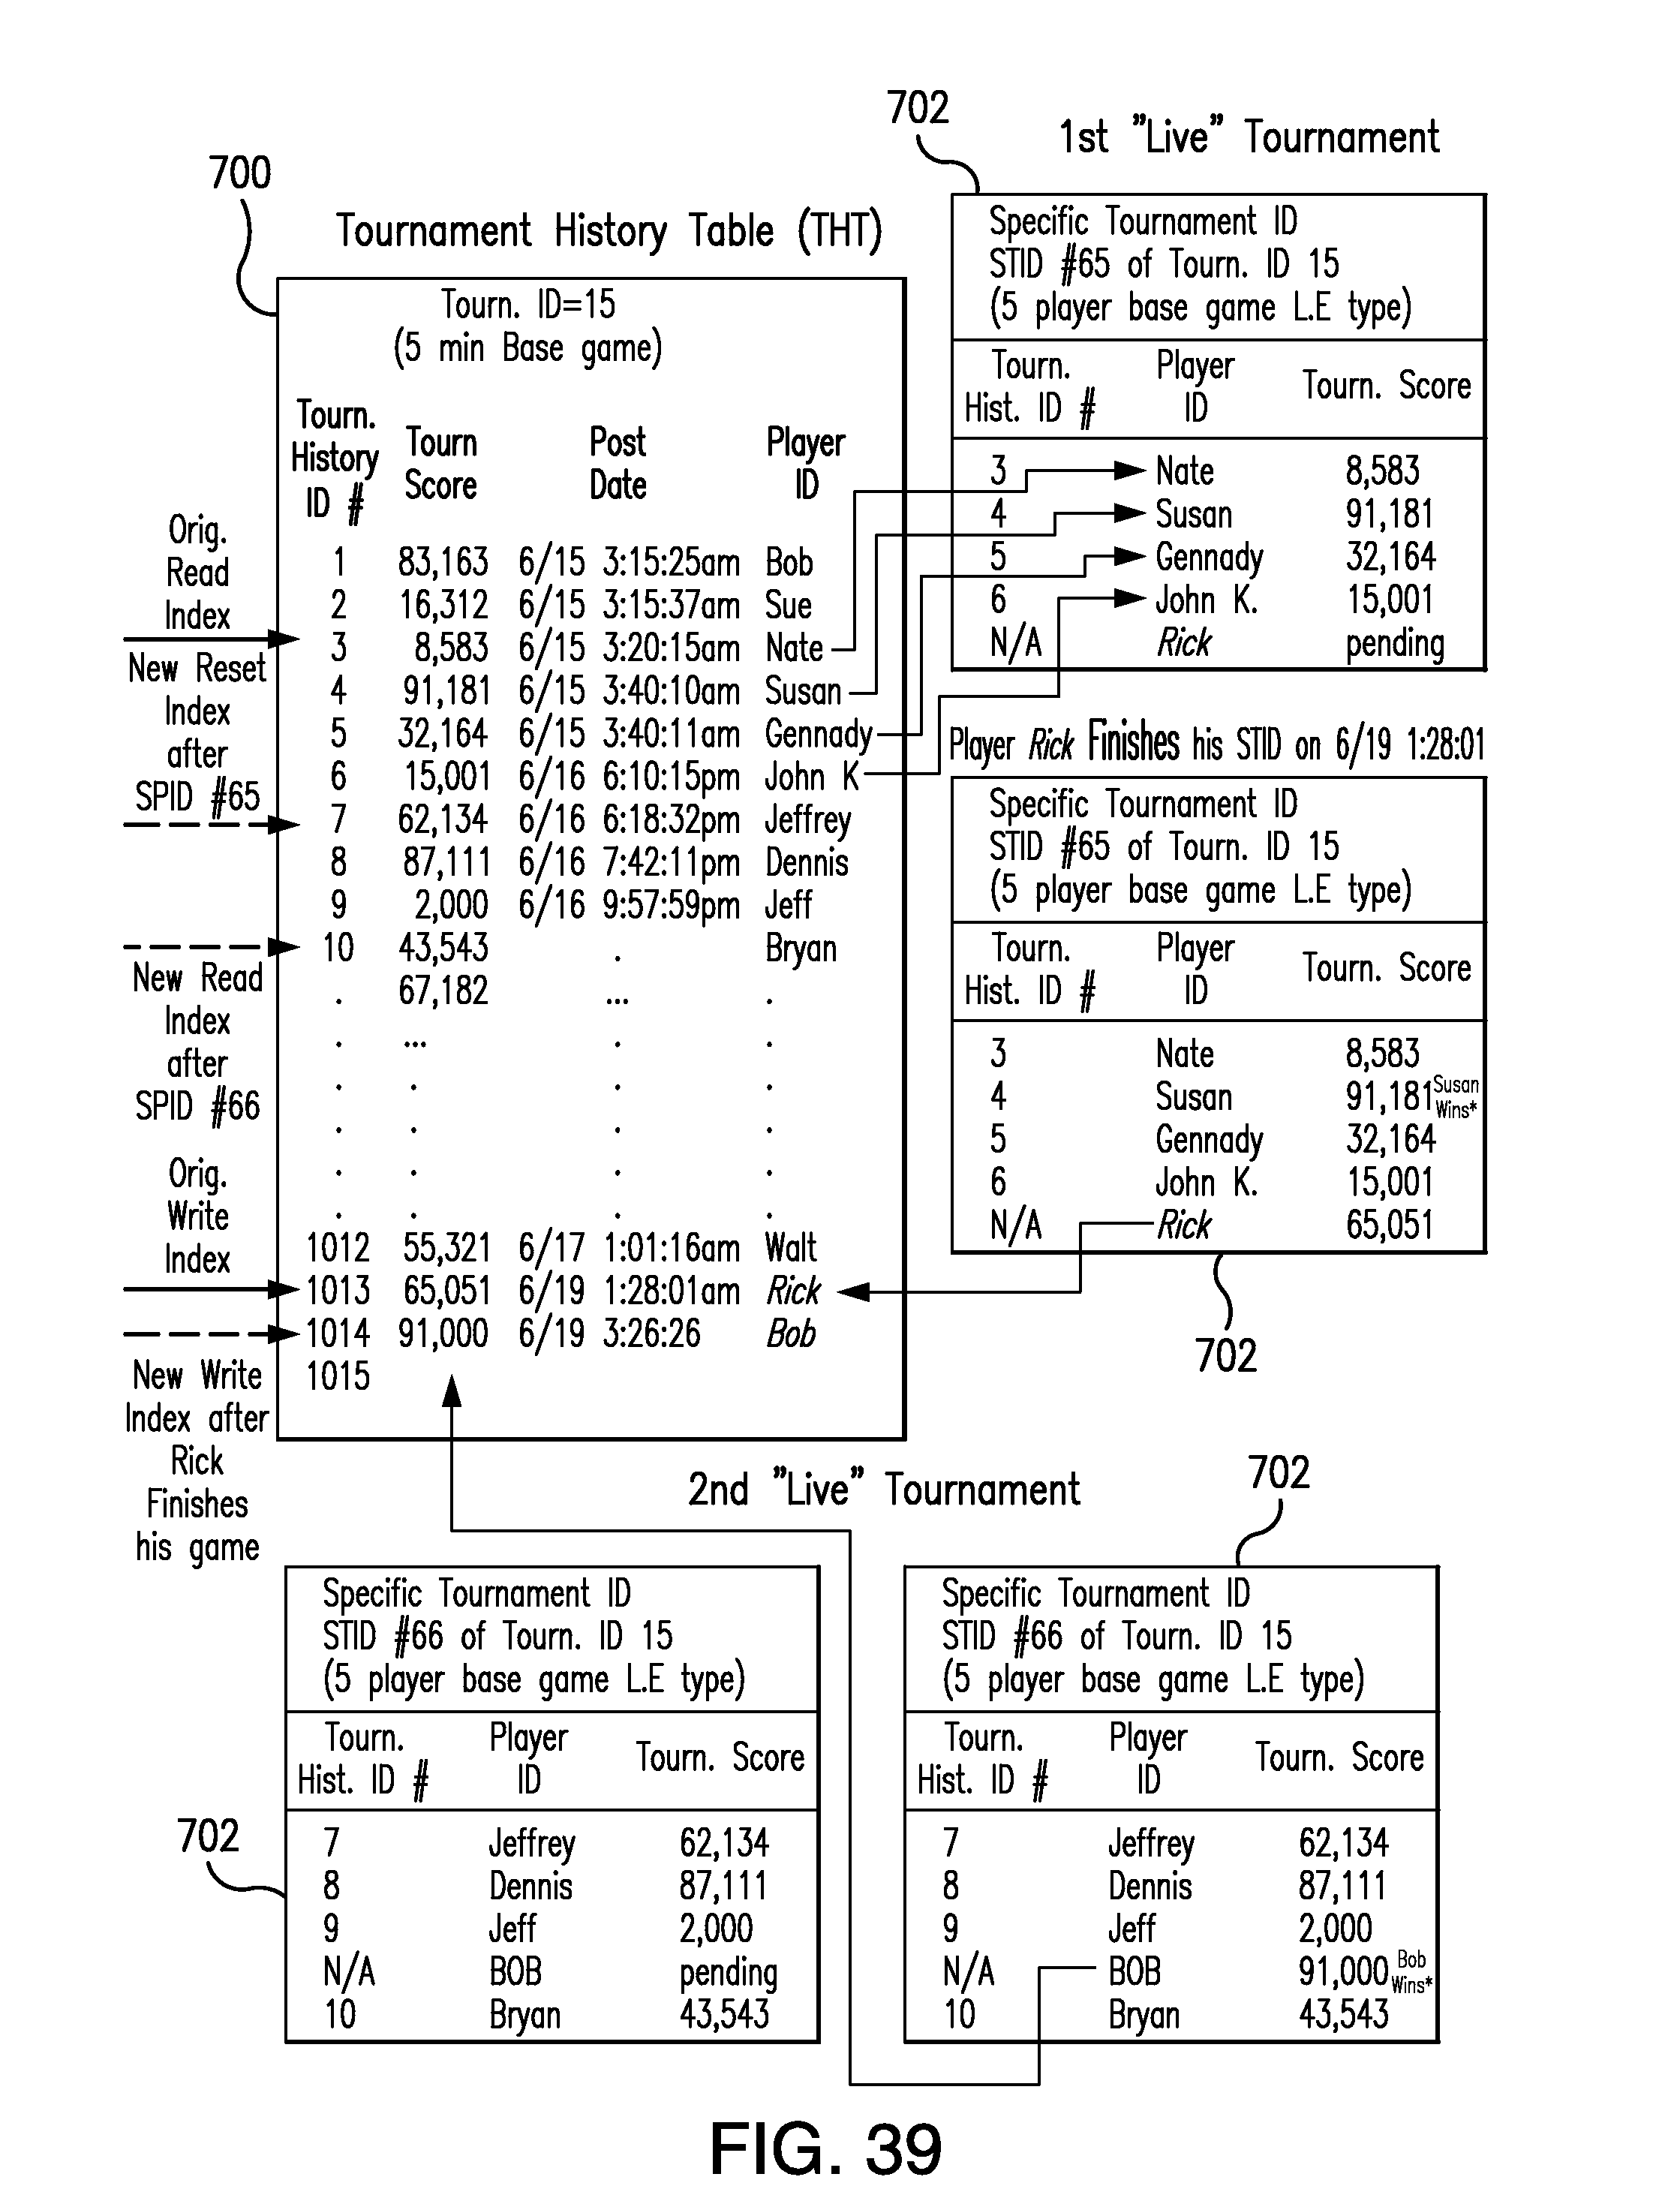 702
1st "Live" Tournament
700
Tournament History Table (THT)
Tourn. ID=15
(5 min Base game)
Tourn.
History
ID #
Tourn
Score
Post
Date
Player
ID
1 83,163 6/15 3:15:25am Bob
2 16,312 6/15 3:15:37am Sue
3 8,583 6/15 3:20:15am Nate
4 91,181 6/15 3:40:10am Susan
5 32,164 6/15 3:40:11am Gennady
6 15,001 6/16 6:10:15pm John K
7 62,134 6/16 6:18:32pm Jeffrey
8 87,111 6/16 7:42:11pm Dennis
9 2,000 6/16 9:57:59pm Jeff
10 43,543 . Bryan
. 67,182 ... .
. ... . .
. . . .
. . . .
. . . .
. . . .
1012 55,321 6/17 1:01:16am Walt
1013 65,051 6/19 1:28:01am Rick
1014 91,000 6/19 3:26:26 Bob
1015
Orig.
Read
Index
New Reset
Index
after
SPID #65
New Read
Index
after
SPID #66
Orig.
Write
Index
New Write
Index after
Rick
Finishes
his game
Specific Tournament ID
STID #65 of Tourn. ID 15
(5 player base game L.E type)
Tourn.
Hist. ID #
Player
ID
Tourn. Score
3 Nate 8,583
4 Susan 91,181
5 Gennady 32,164
6 John K. 15,001
N/A Rick pending
Player Rick Finishes his STID on 6/19 1:28:01
Specific Tournament ID
STID #65 of Tourn. ID 15
(5 player base game L.E type)
Tourn.
Hist. ID #
Player
ID
Tourn. Score
3 Nate 8,583
4 Susan 91,181 Susan
Wins*
5 Gennady 32,164
6 John K. 15,001
N/A Rick 65,051
702
2nd "Live" Tournament
702
Specific Tournament ID
STID #66 of Tourn. ID 15
(5 player base game L.E type)
Tourn.
Hist. ID #
Player
ID
Tourn. Score
702
7 Jeffrey 62,134
8 Dennis 87,111
9 Jeff 2,000
N/A BOB pending
10 Bryan 43,543
Specific Tournament ID
STID #66 of Tourn. ID 15
(5 player base game L.E type)
Tourn.
Hist. ID #
Player
ID
Tourn. Score
7 Jeffrey 62,134
8 Dennis 87,111
9 Jeff 2,000
N/A BOB 91,000 Bob
Wins*
10 Bryan 43,543
FIG. 39